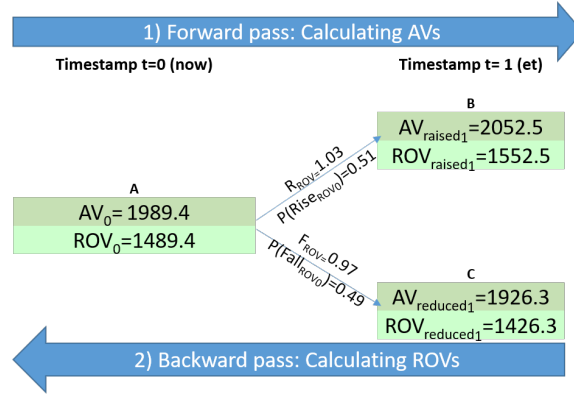 1) Forward pass: Calculating AVs
Timestamp t=0 (now)
Timestamp t= 1 (et)
B
AVraised1=2052.5
ROVraised1=1552.5
RROV=1.03
P(RiseROV0)=0.51
A
AV0= 1989.4
ROV0=1489.4
FROV=0.97
P(FallROV0)=0.49
C
AVreduced1=1926.3
ROVreduced1=1426.3
2) Backward pass: Calculating ROVs